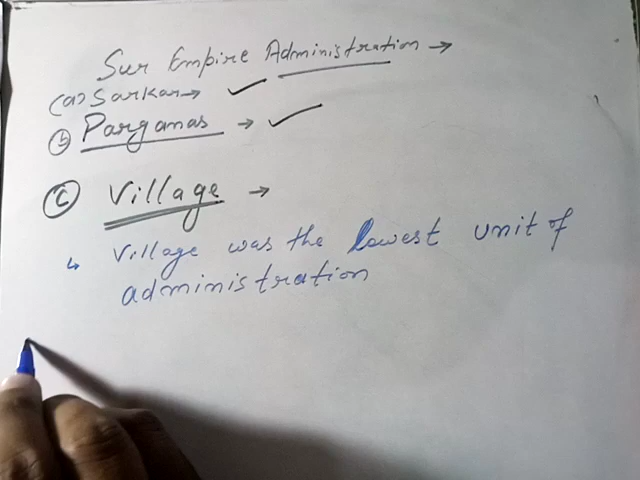 Sur Empire Administration →
(a) Sarkar → ✓
(b) Parganas → ✓
(c) Village →
↳ Village was the lowest unit of
administration